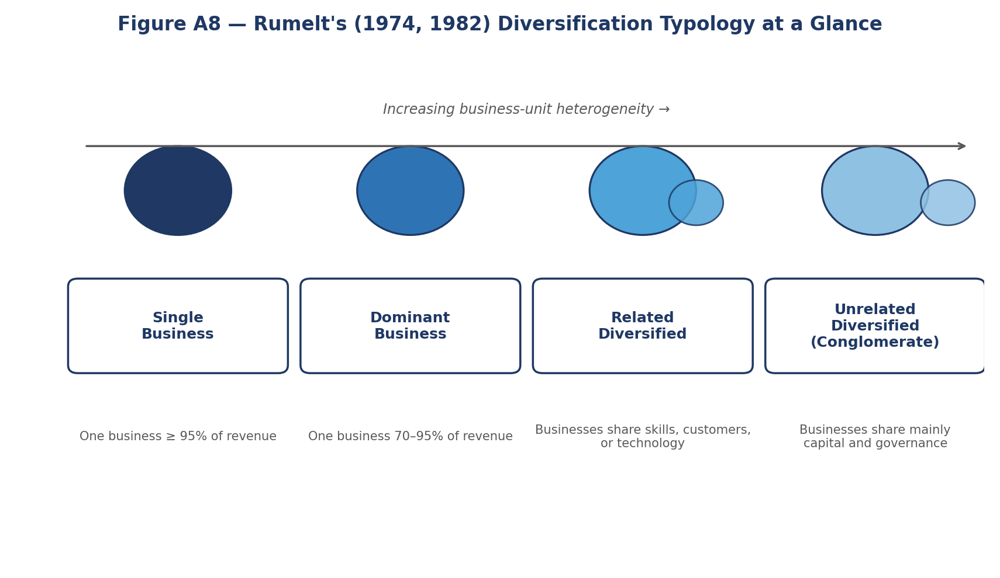 Figure A8 — Rumelt's (1974, 1982) Diversification Typology at a Glance
Increasing business-unit heterogeneity →
Single
Business
Dominant
Business
Related
Diversified
Unrelated
Diversified
(Conglomerate)
One business ≥ 95% of revenue
One business 70–95% of revenue
Businesses share skills, customers,
or technology
Businesses share mainly
capital and governance